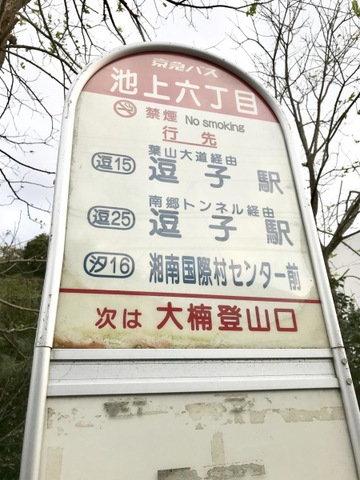 京急バス
池上六丁目
禁煙 No smoking
行先
葉山大道経由
逗15 逗子駅
南郷トンネル経由
逗25 逗子駅
汐16 湘南国際村センター前
次は 大楠登山口